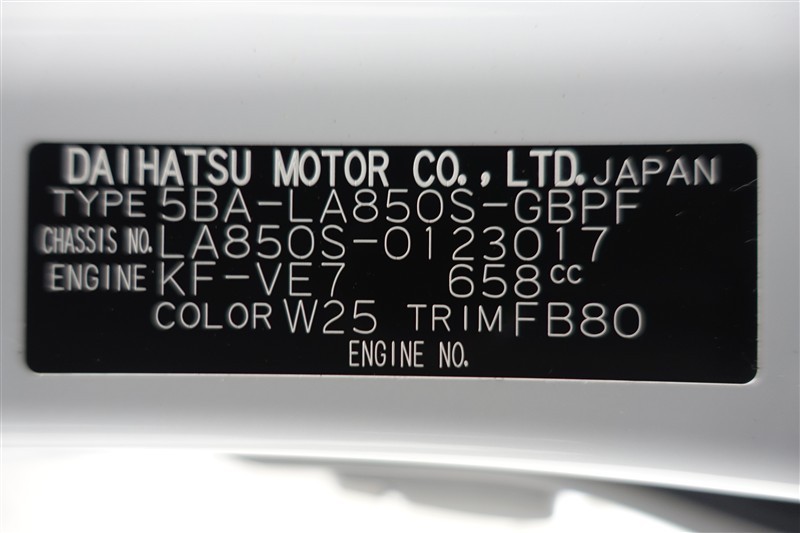 DAIHATSU MOTOR CO., LTD. JAPAN
TYPE 5BA-LA850S-GBPF
CHASSIS NO. LA850S-0123017
ENGINE KF-VE7 658cc
COLOR W25 TRIM FB80
ENGINE NO.